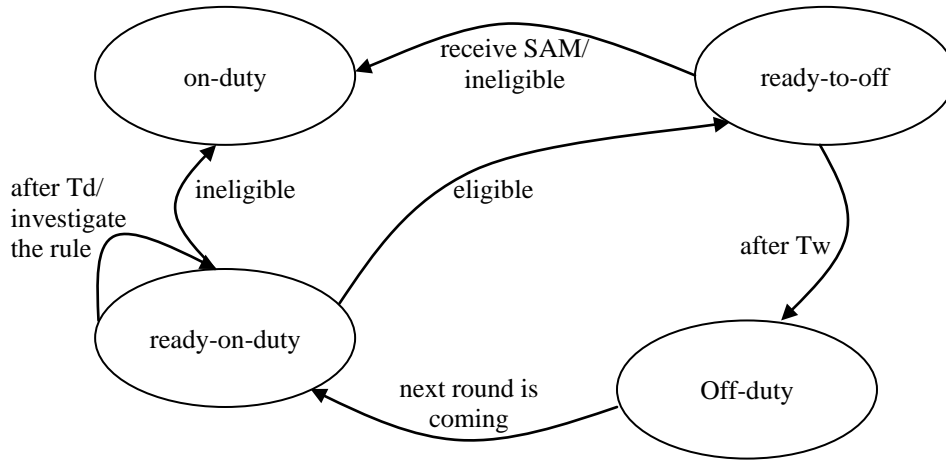 on-duty
receive SAM/
ineligible
ready-to-off
after Td/
investigate
the rule
ineligible
eligible
after Tw
ready-on-duty
next round is
coming
Off-duty